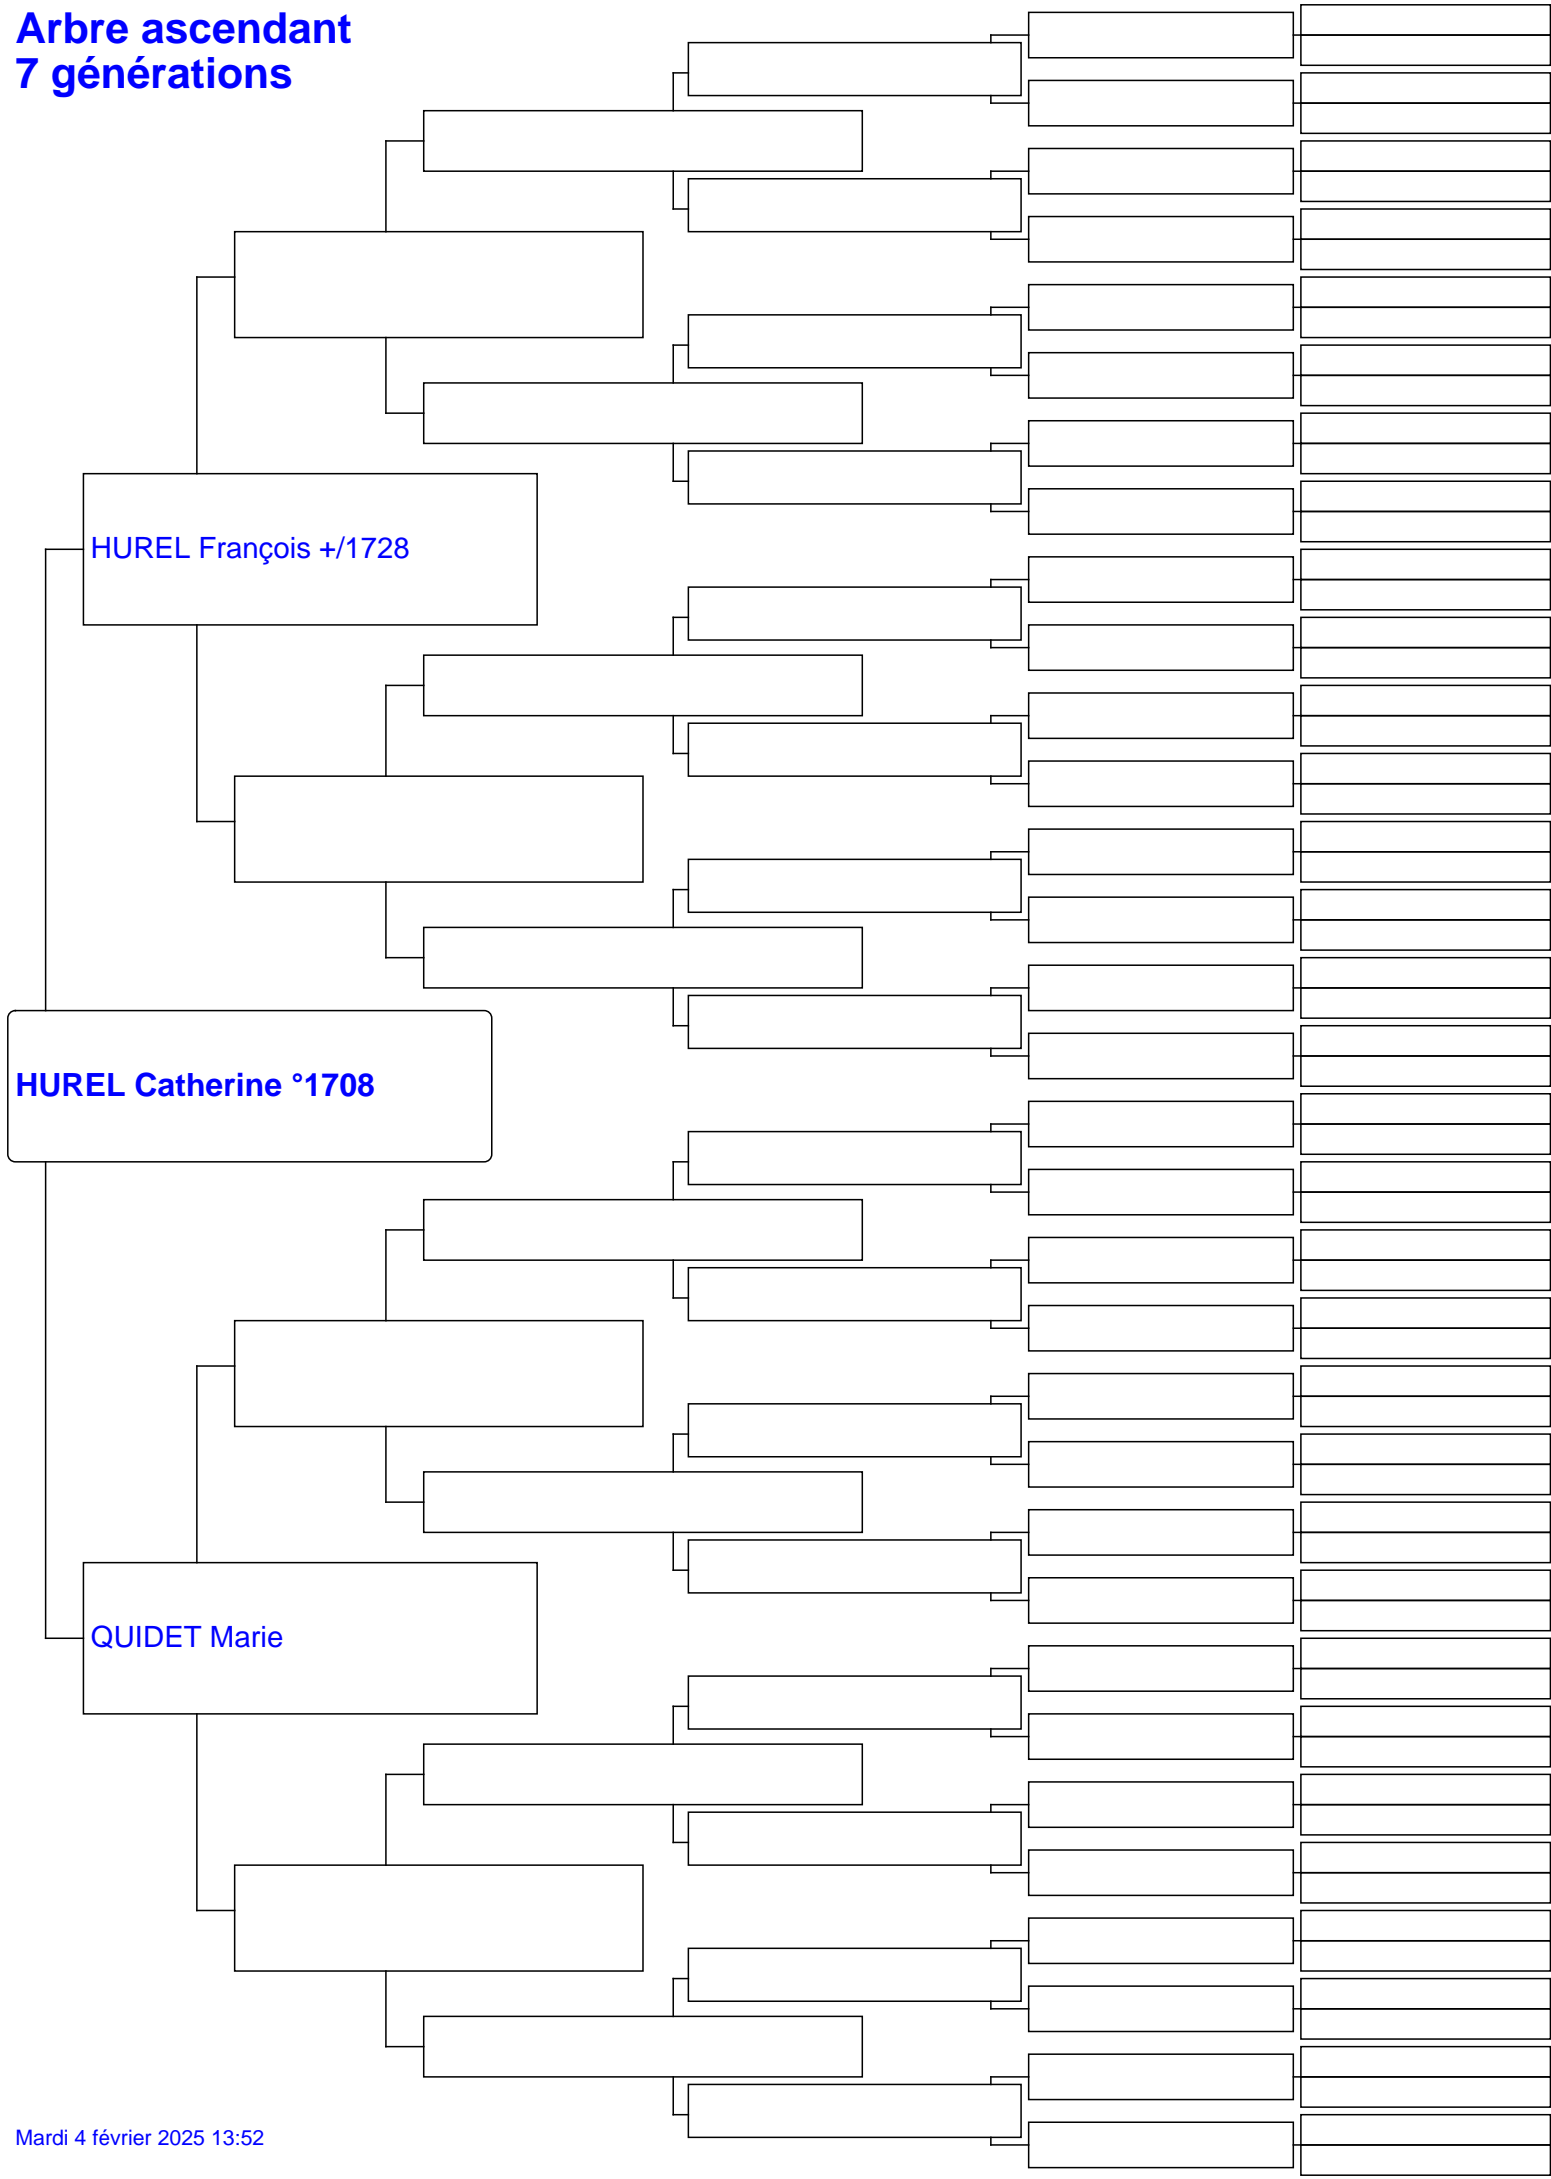 Arbre ascendant
7 générations
HUREL François +/1728
HUREL Catherine °1708
QUIDET Marie
Mardi 4 février 2025 13:52